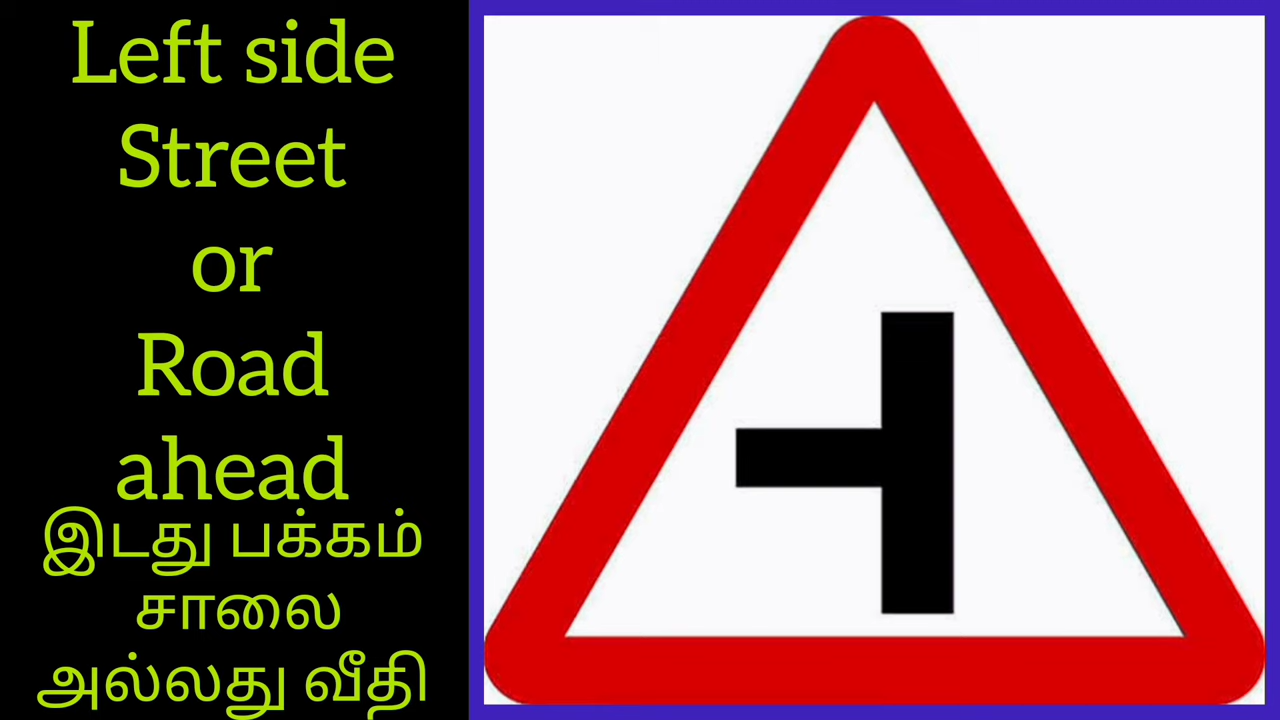 Left side
Street
or
Road
ahead
இடது பக்கம்
சாலை
அல்லது வீதி